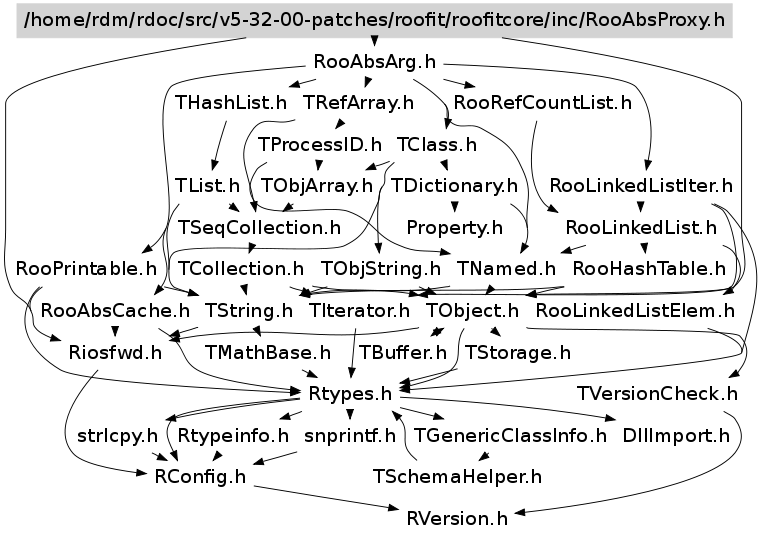 /home/rdm/rdoc/src/v5-32-00-patches/roofit/roofitcore/inc/RooAbsProxy.h
RooAbsArg.h
THashList.h TRefArray.h RooRefCountList.h
TProcessID.h TClass.h
TList.h TObjArray.h TDictionary.h RooLinkedListIter.h
TSeqCollection.h Property.h RooLinkedList.h
RooPrintable.h TCollection.h TObjString.h TNamed.h RooHashTable.h
RooAbsCache.h TString.h TIterator.h TObject.h RooLinkedListElem.h
Riosfwd.h TMathBase.h TBuffer.h TStorage.h
Rtypes.h TVersionCheck.h
strlcpy.h Rtypeinfo.h snprintf.h TGenericClassInfo.h DllImport.h
RConfig.h TSchemaHelper.h
RVersion.h